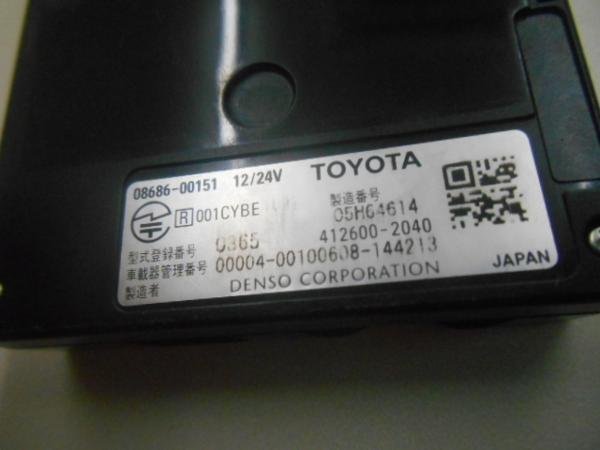 08686-00151 12/24V TOYOTA
R 001CYBE 製造番号 05H64614
型式登録番号 0365 412600-2040
車載器管理番号 00004-00100608-144213
製造者 DENSO CORPORATION JAPAN